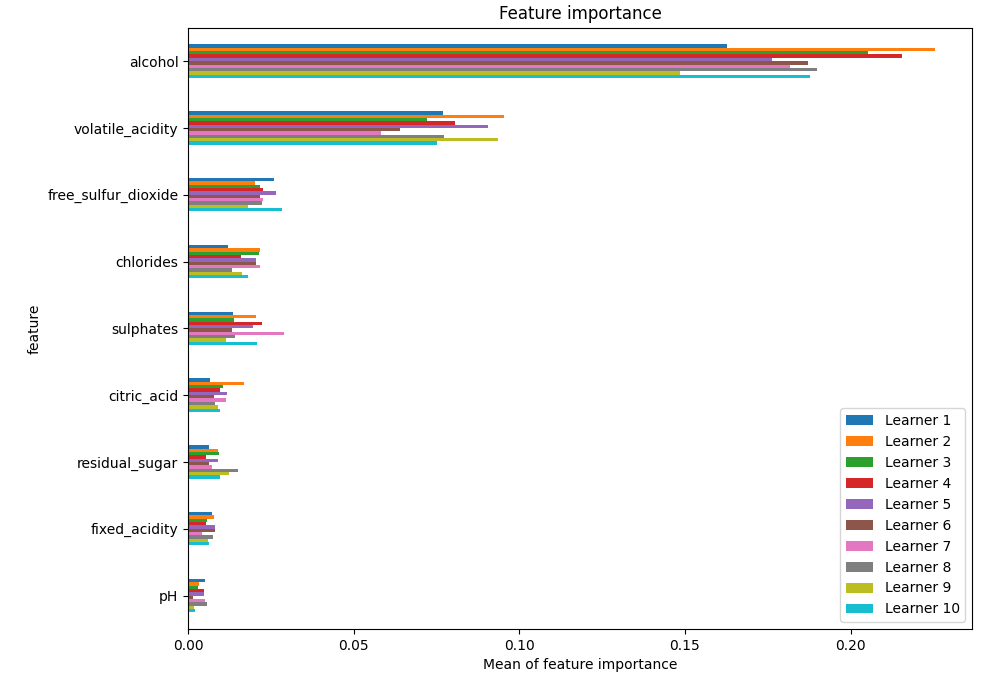 Feature importance
alcohol
volatile_acidity
free_sulfur_dioxide
chlorides
sulphates
citric_acid
residual_sugar
fixed_acidity
pH
feature
Learner 1
Learner 2
Learner 3
Learner 4
Learner 5
Learner 6
Learner 7
Learner 8
Learner 9
Learner 10
0.00 0.05 0.10 0.15 0.20
Mean of feature importance